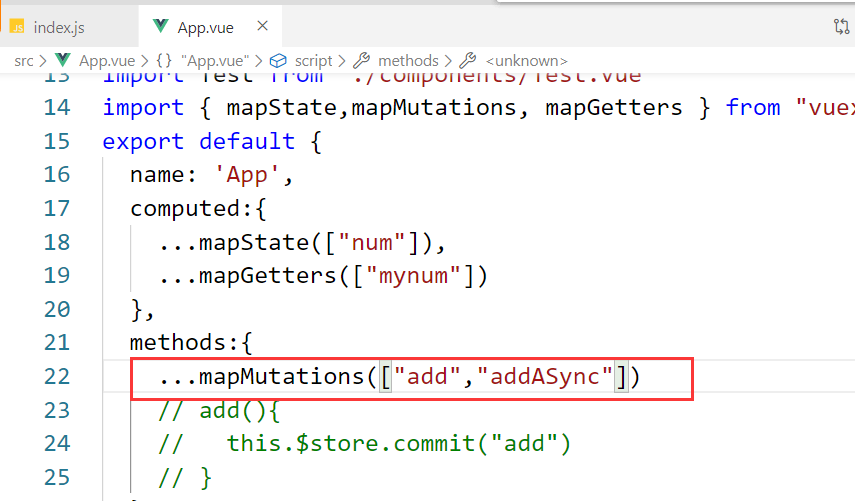 JS index.js
App.vue ×
src > App.vue > {} "App.vue" > script > methods > <unknown>
13 import Test from './components/Test.vue'
14 import { mapState,mapMutations, mapGetters } from "vuex
15 export default {
16 name: 'App',
17 computed:{
18 ...mapState(["num"]),
19 ...mapGetters(["mynum"])
20 },
21 methods:{
22 ...mapMutations(["add","addASync"])
23 // add(){
24 // this.$store.commit("add")
25 // }